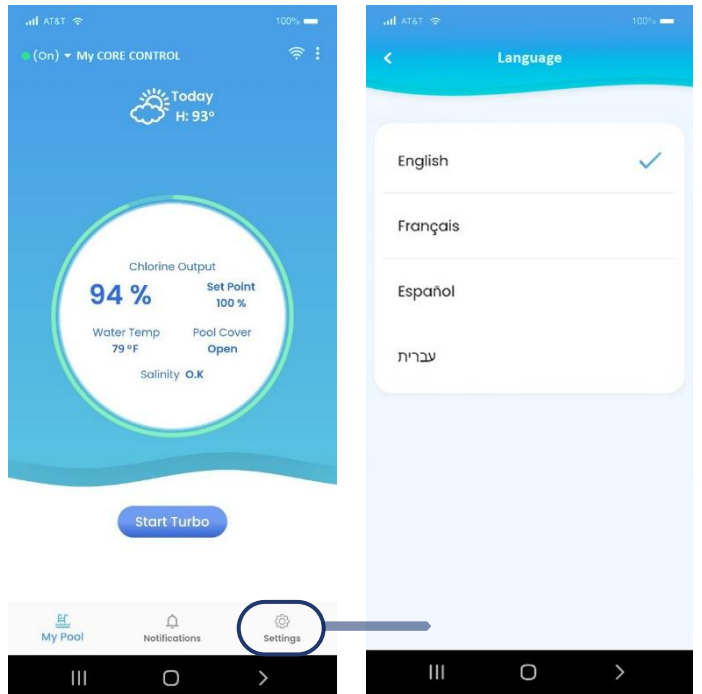 AT&T 100%
(On) My CORE CONTROL
Today
H: 93°
Chlorine Output
94 %
Set Point
100 %
Water Temp
79 °F
Pool Cover
Open
Salinity O.K
Start Turbo
My Pool Notifications Settings
AT&T 100%
Language
English
Français
Español
עברית